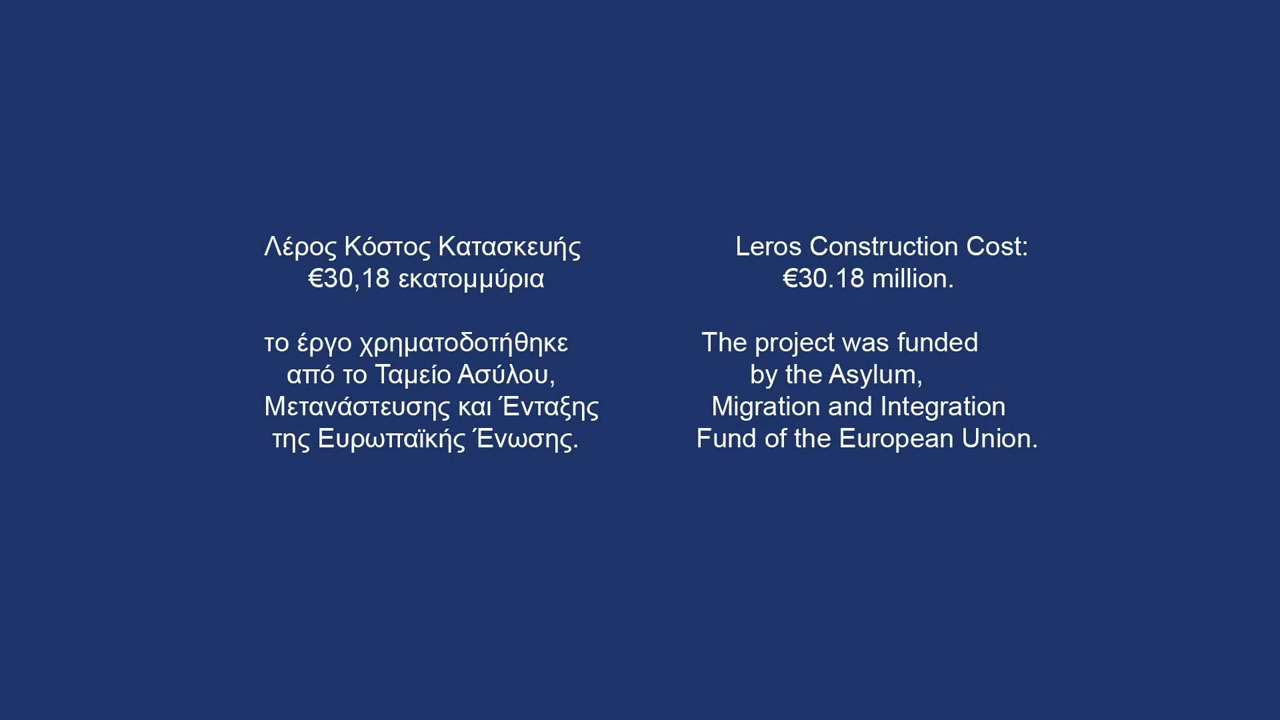 Λέρος Κόστος Κατασκευής
€30,18 εκατομμύρια
το έργο χρηματοδοτήθηκε
από το Ταμείο Ασύλου,
Μετανάστευσης και Ένταξης
της Ευρωπαϊκής Ένωσης.
Leros Construction Cost:
€30.18 million.
The project was funded
by the Asylum,
Migration and Integration
Fund of the European Union.